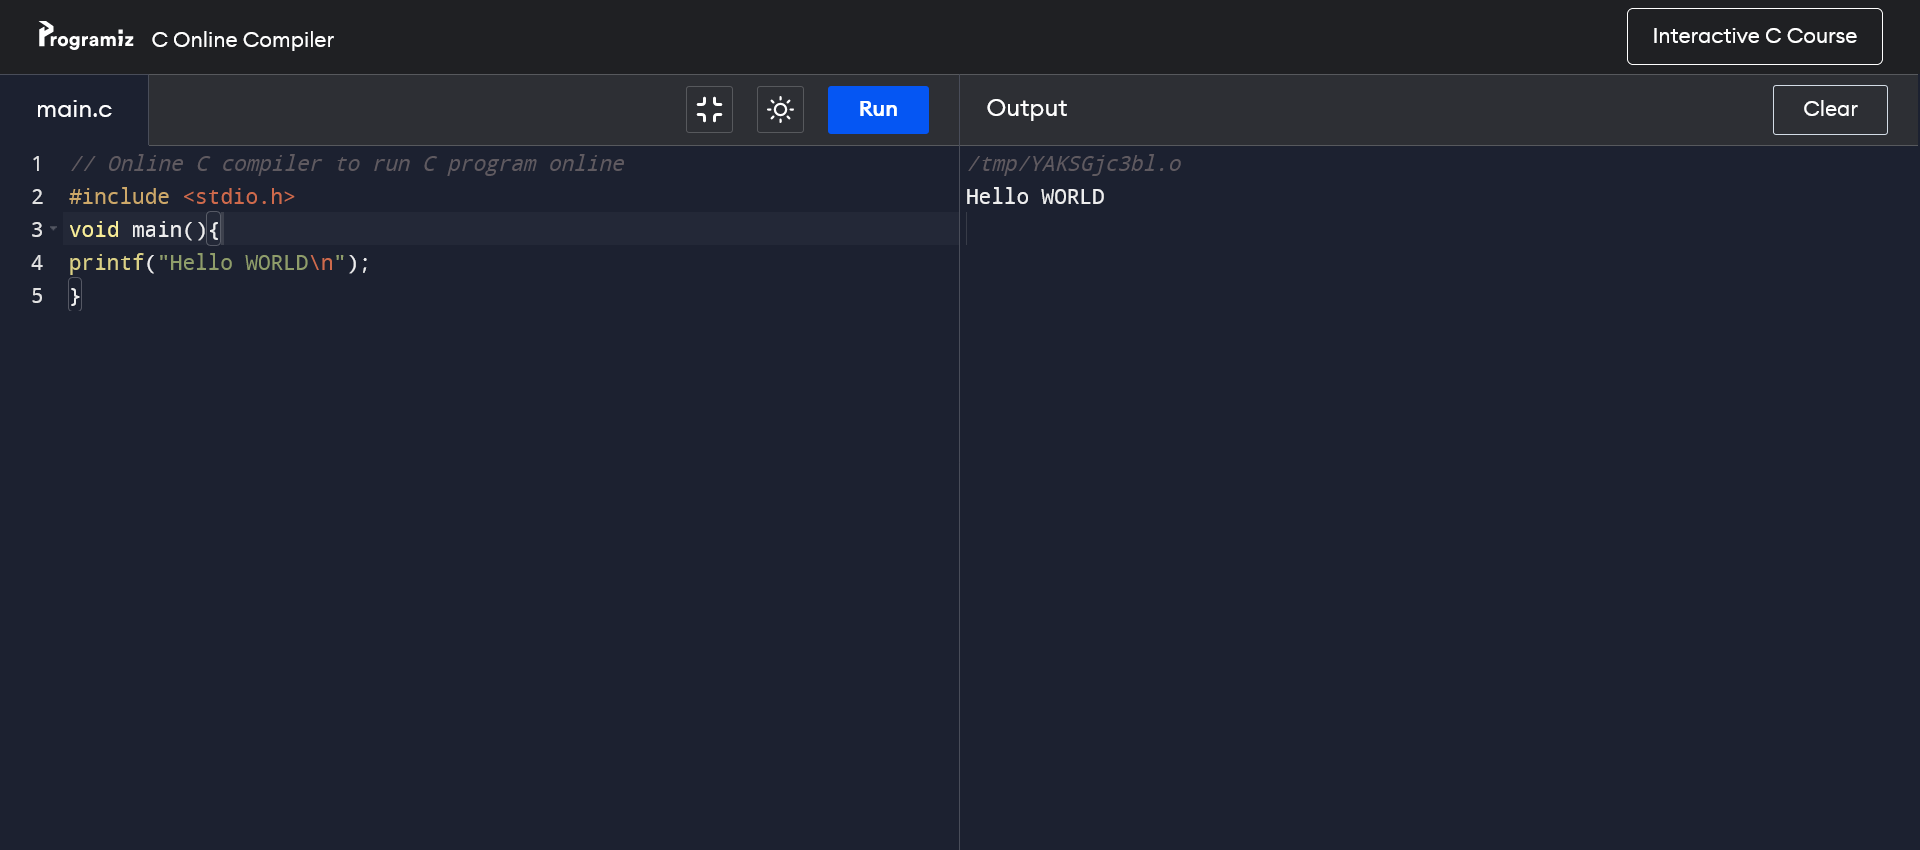 Programiz C Online Compiler
Interactive C Course
main.c
Run
Output
Clear
1 // Online C compiler to run C program online
2 #include <stdio.h>
3 void main(){
4 printf("Hello WORLD\n");
5 }
/tmp/YAKSGjc3bl.o
Hello WORLD